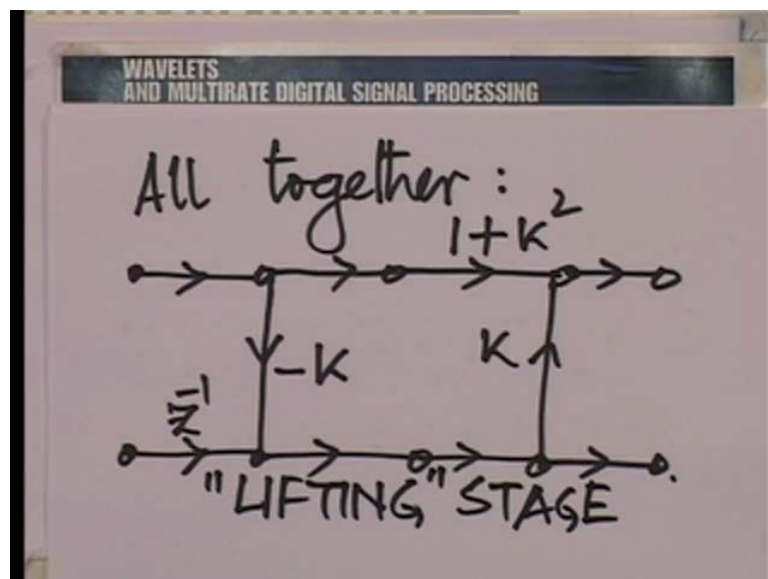 WAVELETS
AND MULTIRATE DIGITAL SIGNAL PROCESSING
All together :
1+K²
-K
K
z⁻¹
"LIFTING" STAGE